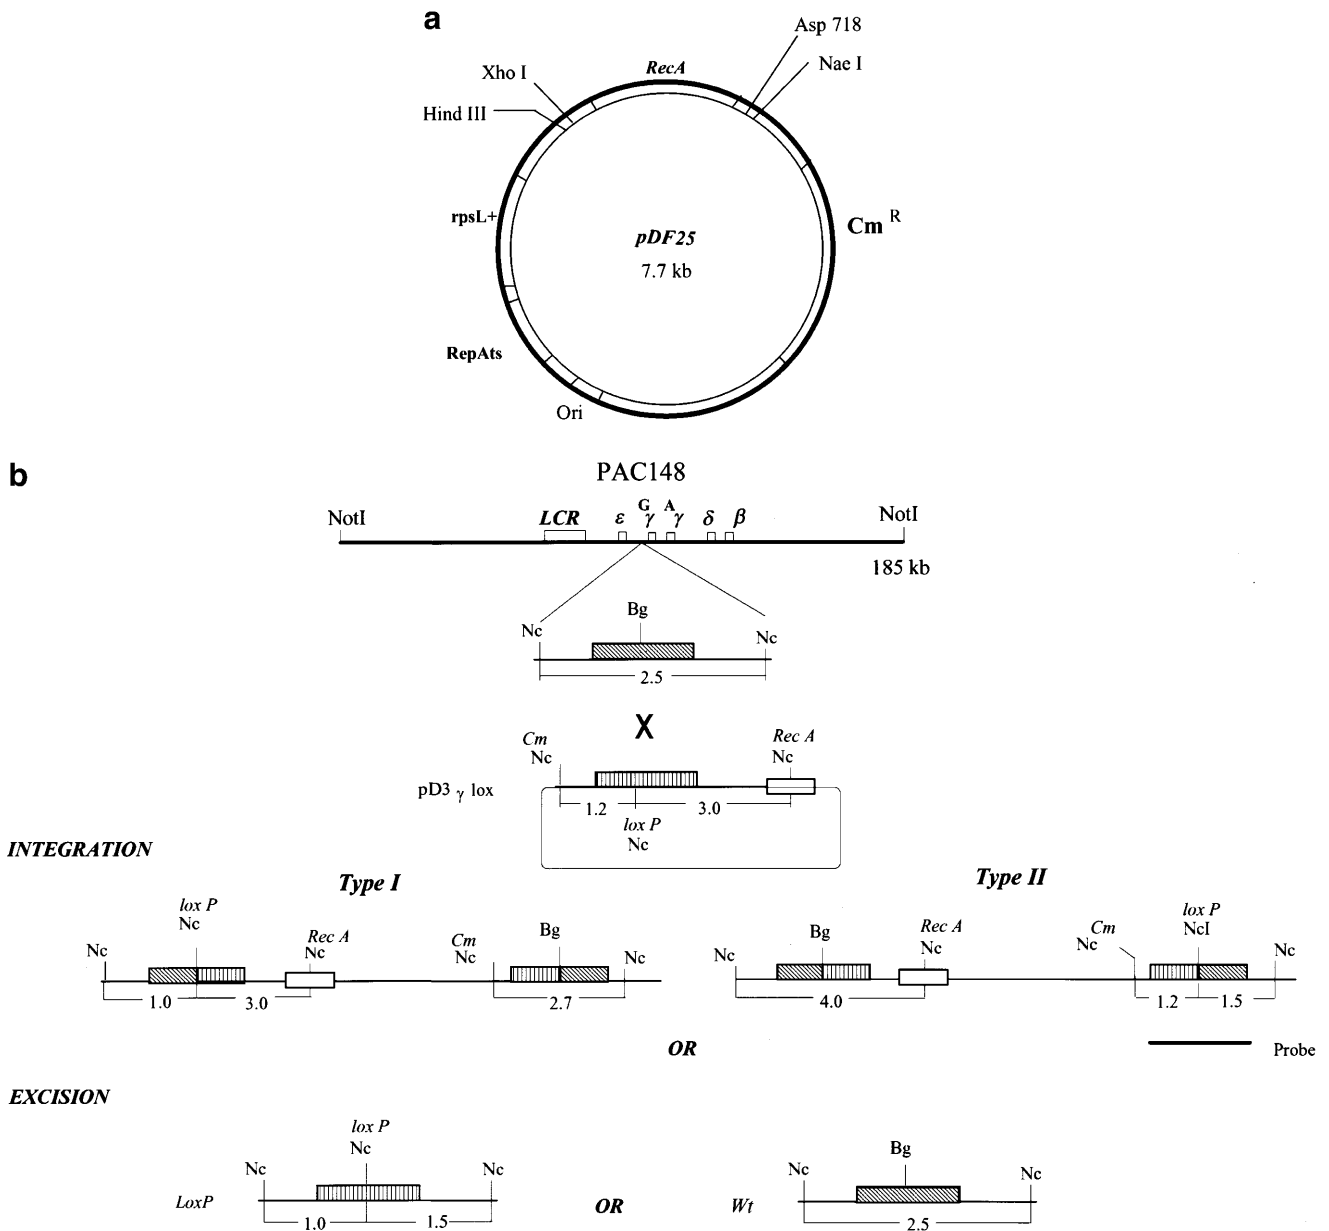 a
Asp 718
Xho I
RecA
Nae I
Hind III
rpsL+
Cm R
pDF25
7.7 kb
RepAts
Ori
b
PAC148
NotI
LCR
ε
G γ
A γ
δ
β
NotI
185 kb
Bg
Nc
Nc
2.5
X
Cm
Nc
Rec A
Nc
pD3 γ lox
1.2
3.0
lox P
Nc
INTEGRATION
Type I
Type II
lox P
Nc
Nc
Rec A
Nc
Cm
Nc
Bg
Nc
1.0
3.0
2.7
Nc
Bg
Rec A
Nc
Cm
Nc
lox P
NcI
Nc
4.0
1.2
1.5
OR
Probe
EXCISION
lox P
Nc
Nc
Nc
LoxP
1.0
1.5
OR
Wt
Nc
Bg
Nc
2.5